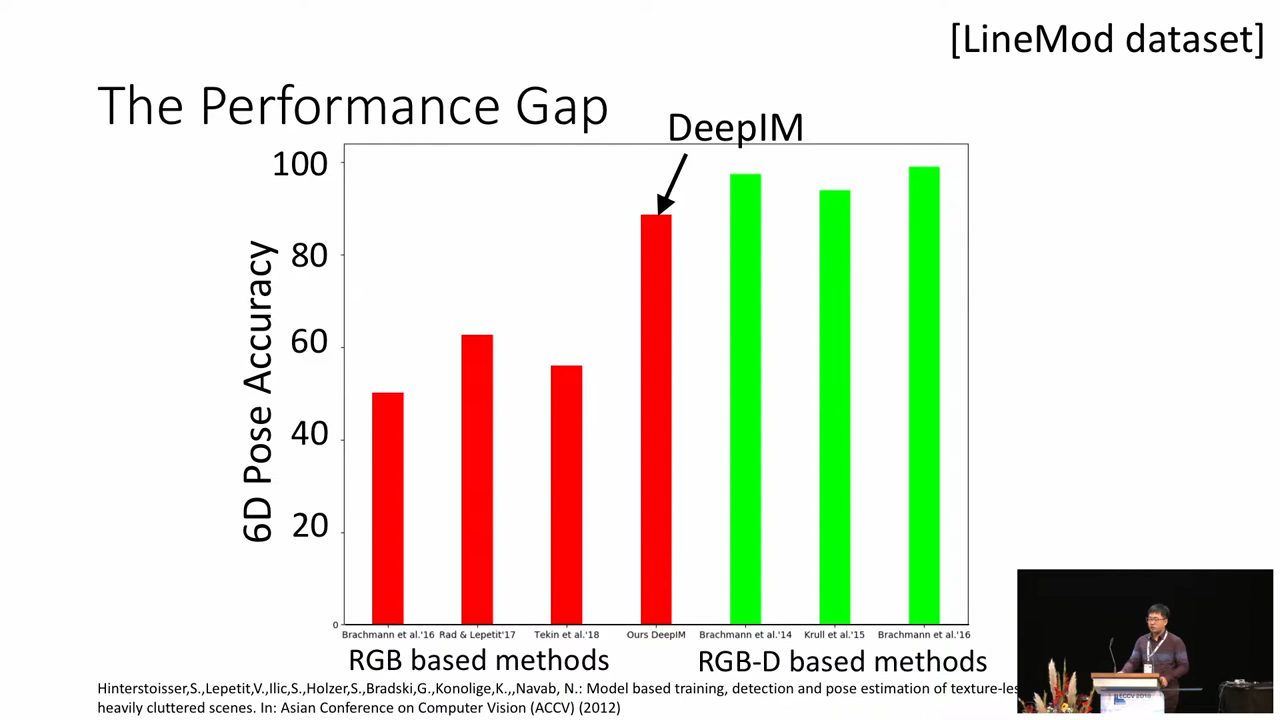 [LineMod dataset]
The Performance Gap
DeepIM
6D Pose Accuracy
100
80
60
40
20
0
Brachmann et al.'16 Rad & Lepetit'17 Tekin et al.'18 Ours DeepIM Brachmann et al.'14 Krull et al.'15 Brachmann et al.'16
RGB based methods RGB-D based methods
Hinterstoisser,S.,Lepetit,V.,Ilic,S.,Holzer,S.,Bradski,G.,Konolige,K.,,Navab, N.: Model based training, detection and pose estimation of texture-les
heavily cluttered scenes. In: Asian Conference on Computer Vision (ACCV) (2012)
ECCV 2018